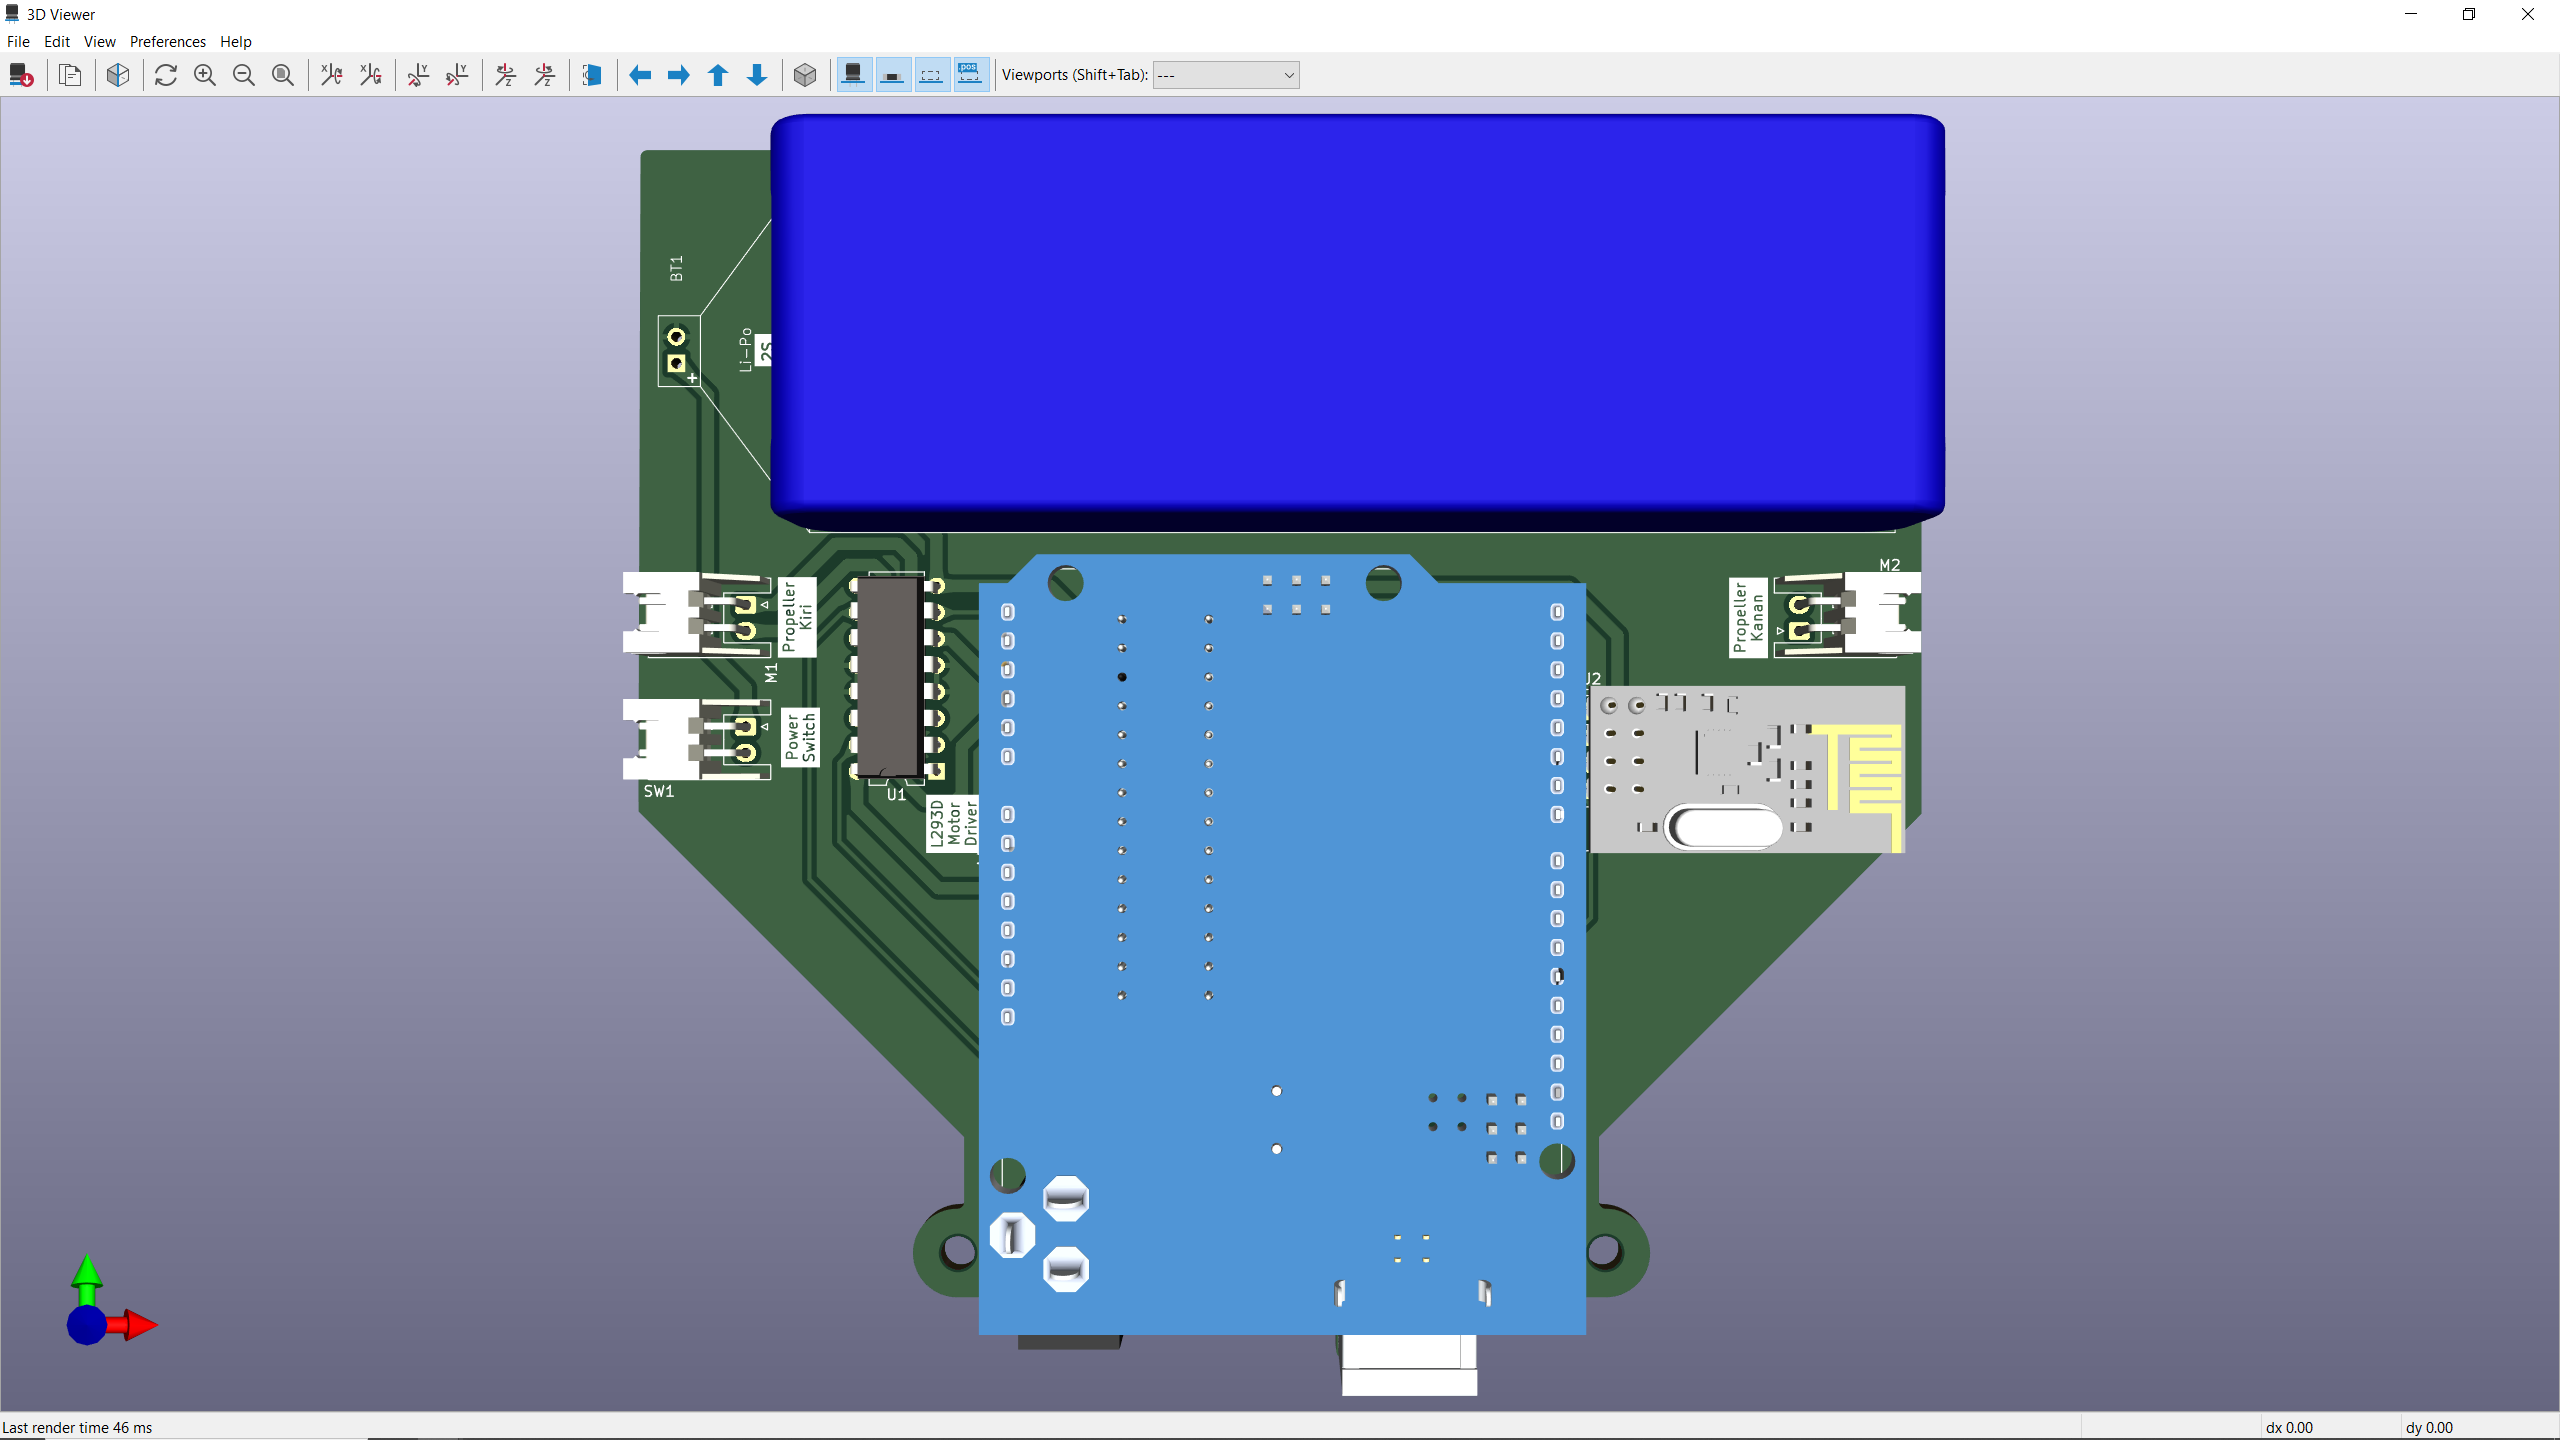 3D Viewer
File Edit View Preferences Help
Viewports (Shift+Tab): ---
BT1
Li-Po
2S
+
Propeller
Kiri
M1
Power
Switch
SW1
U1
L293D
Motor
Driver
M2
Propeller
Kanan
J2
Last render time 46 ms
dx 0.00
dy 0.00